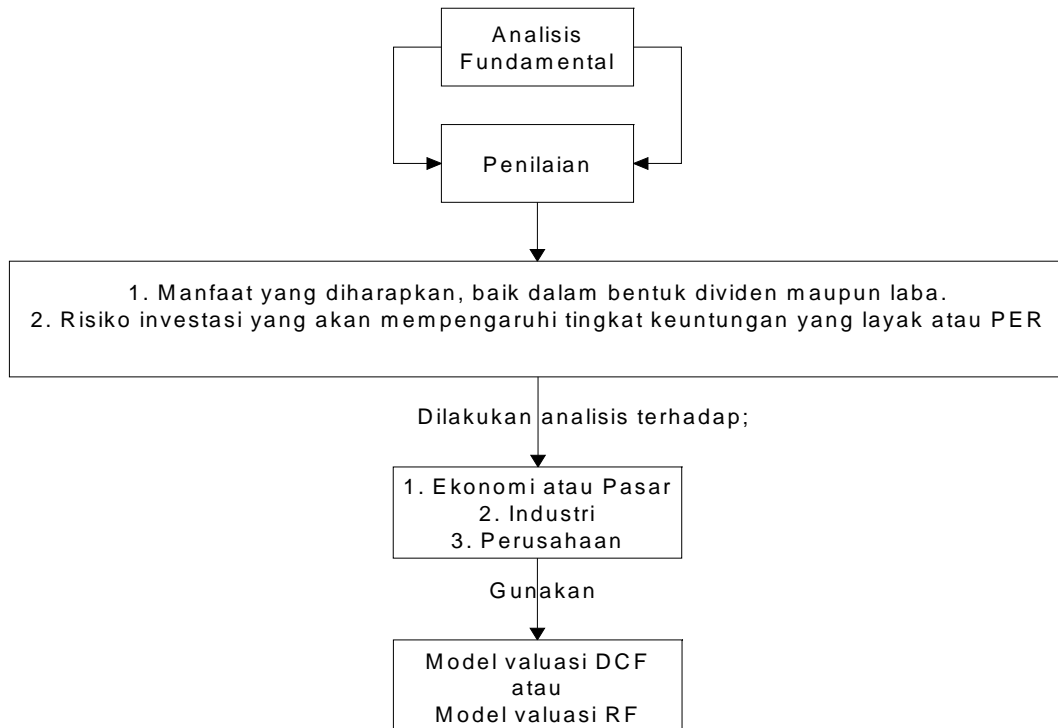 Analisis
Fundamental
Penilaian
1. Manfaat yang diharapkan, baik dalam bentuk dividen maupun laba.
2. Risiko investasi yang akan mempengaruhi tingkat keuntungan yang layak atau PER
Dilakukan analisis terhadap;
1. Ekonomi atau Pasar
2. Industri
3. Perusahaan
Gunakan
Model valuasi DCF
atau
Model valuasi RF